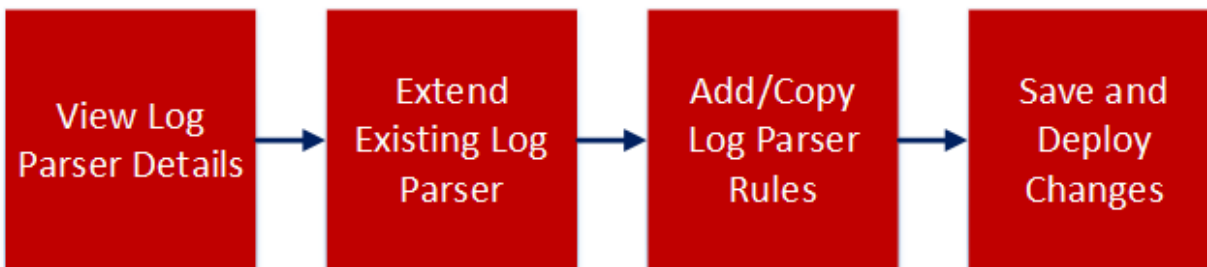 View Log
Parser Details
Extend
Existing Log
Parser
Add/Copy
Log Parser
Rules
Save and
Deploy
Changes